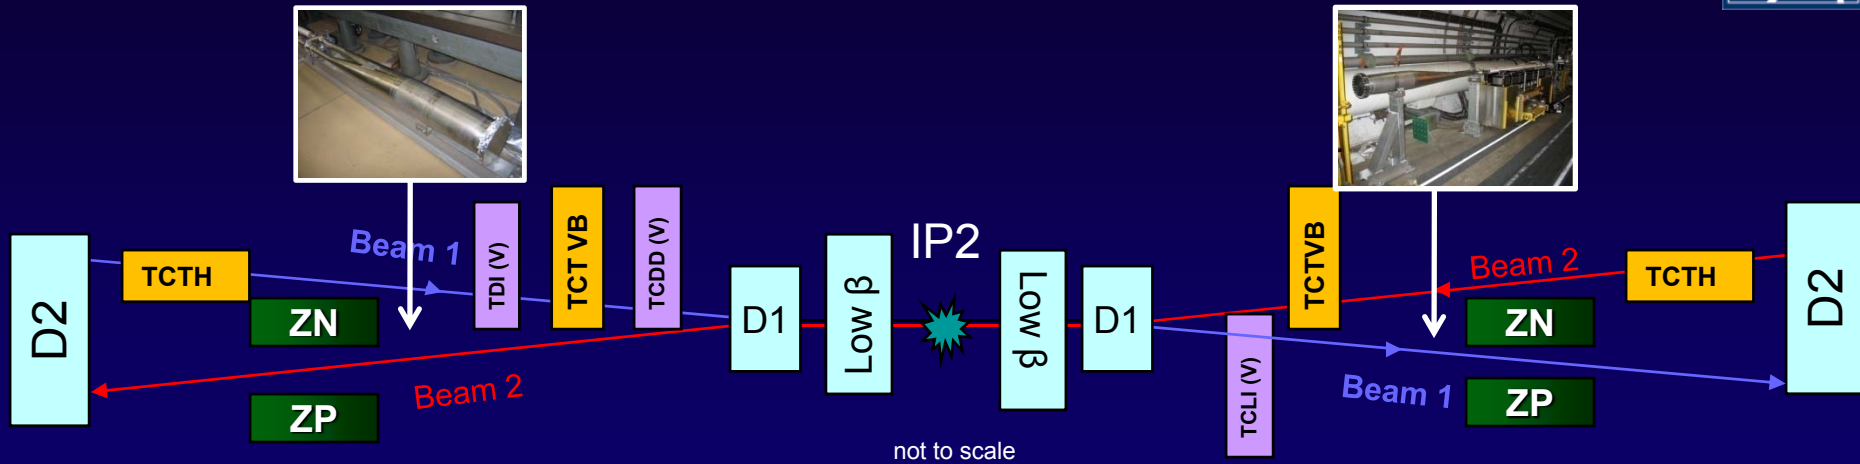 D2
TCTH
ZN
ZP
Beam 1
Beam 2
TDI (V)
TCT VB
TCDD (V)
D1
Low β
IP2
Low β
D1
TCLI (V)
TCTVB
Beam 2
Beam 1
ZN
ZP
TCTH
D2
not to scale